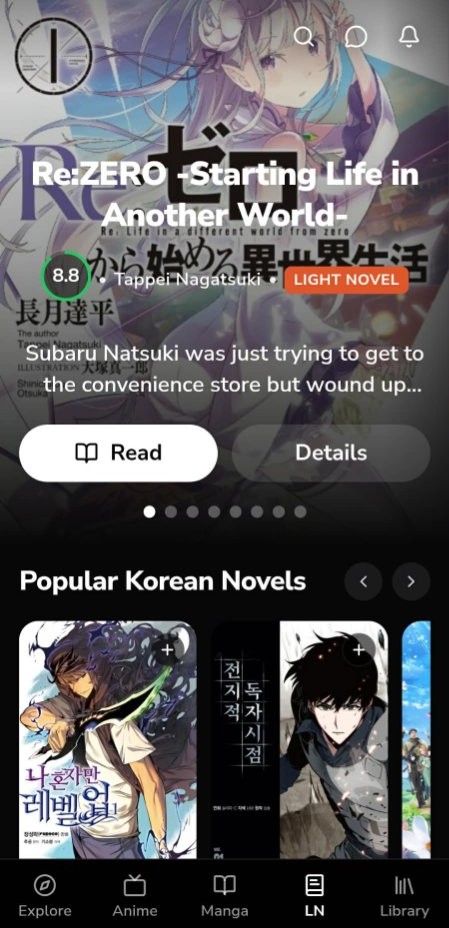 Re:ZERO -Starting Life in
Another World-
Re: Life in a different world from zero
から始める異世界生活
8.8 • Tappei Nagatsuki • LIGHT NOVEL
長月達平
The author
Tappei Nagatsuki
ILLUSTRATION 大塚真一郎
Otsuka
Subaru Natsuki was just trying to get to
the convenience store but wound up...
Read
Details
Popular Korean Novels
나 혼자만
레벨업
전지적
독자시점
Explore
Anime
Manga
LN
Library